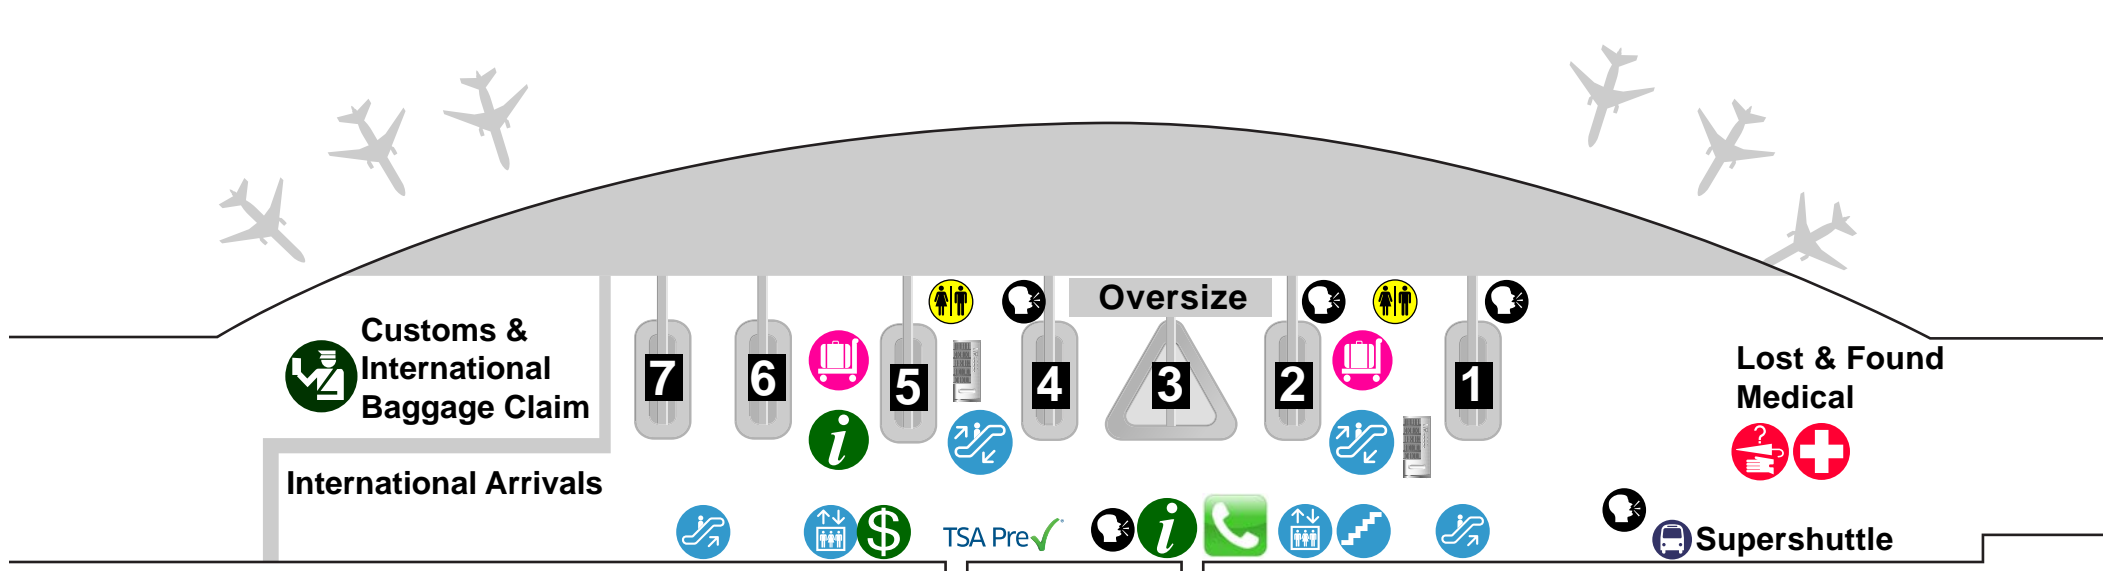 Oversize
Customs &
International
Baggage Claim
7
6
5
4
3
2
1
Lost & Found
Medical
?
i
International Arrivals
$
TSA Pre✓
i
Supershuttle